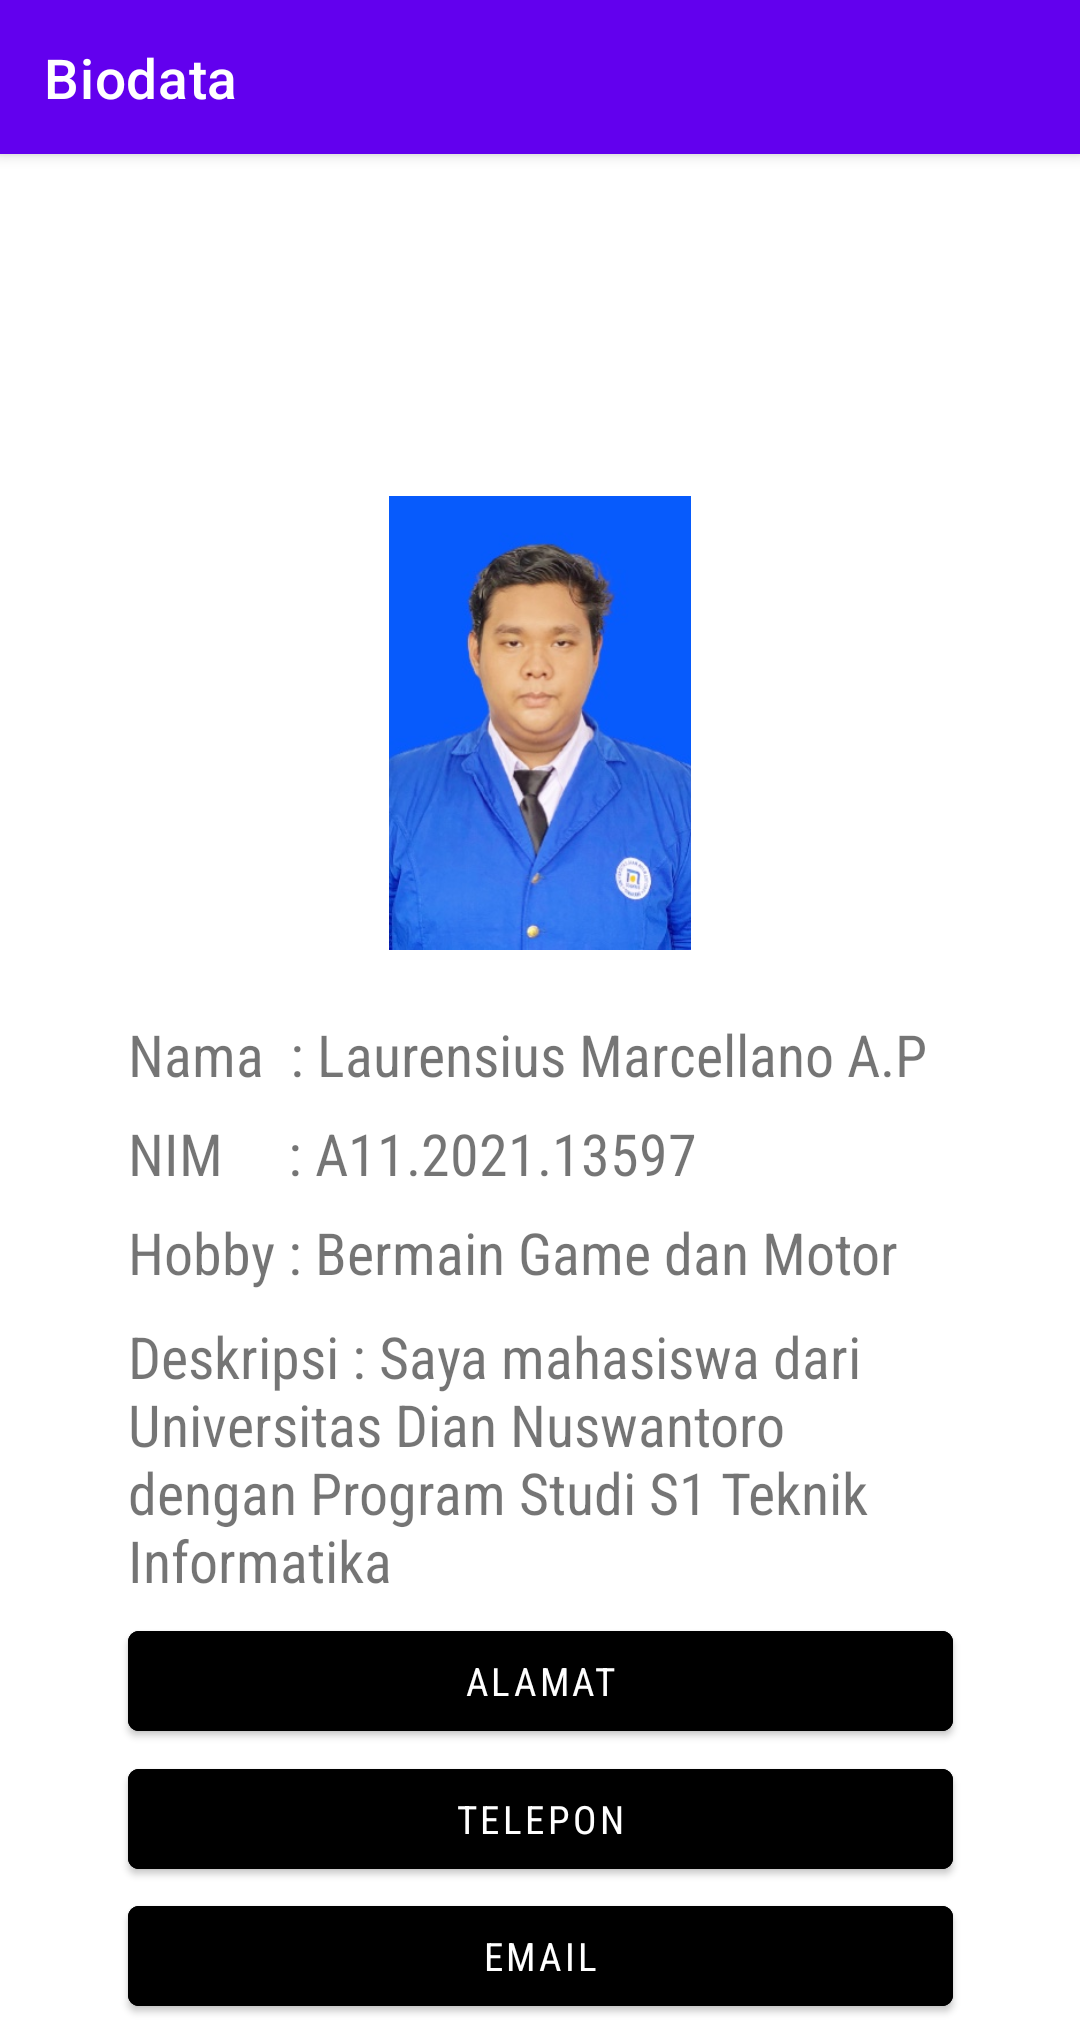 Biodata
Nama : Laurensius Marcellano A.P
NIM : A11.2021.13597
Hobby : Bermain Game dan Motor
Deskripsi : Saya mahasiswa dari
Universitas Dian Nuswantoro
dengan Program Studi S1 Teknik
Informatika
ALAMAT
TELEPON
EMAIL